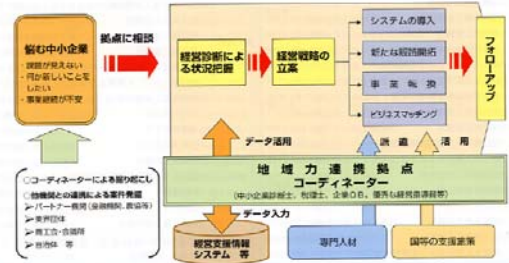 悩む中小企業
・課題が見えない
・何か新しいことを
したい
・事業継続が不安
拠点に相談
経営診断によ
る状況把握
経営戦略の
立案
システムの導入
新たな販路開拓
事業転換
ビジネスマッチング
フォローアップ
データ活用
派遣
活用
地域力連携拠点
コーディネーター
(中小企業診断士、税理士、企業OB、優秀な経営指導員等)
○コーディネーターによる掘り起こし
○他機関との連携による案件発掘
➢パートナー機関(金融機関、農協等)
➢業界団体
➢商工会・会議所
➢自治体 等
データ入力
経営支援情報
システム 等
専門人材
国等の支援施策